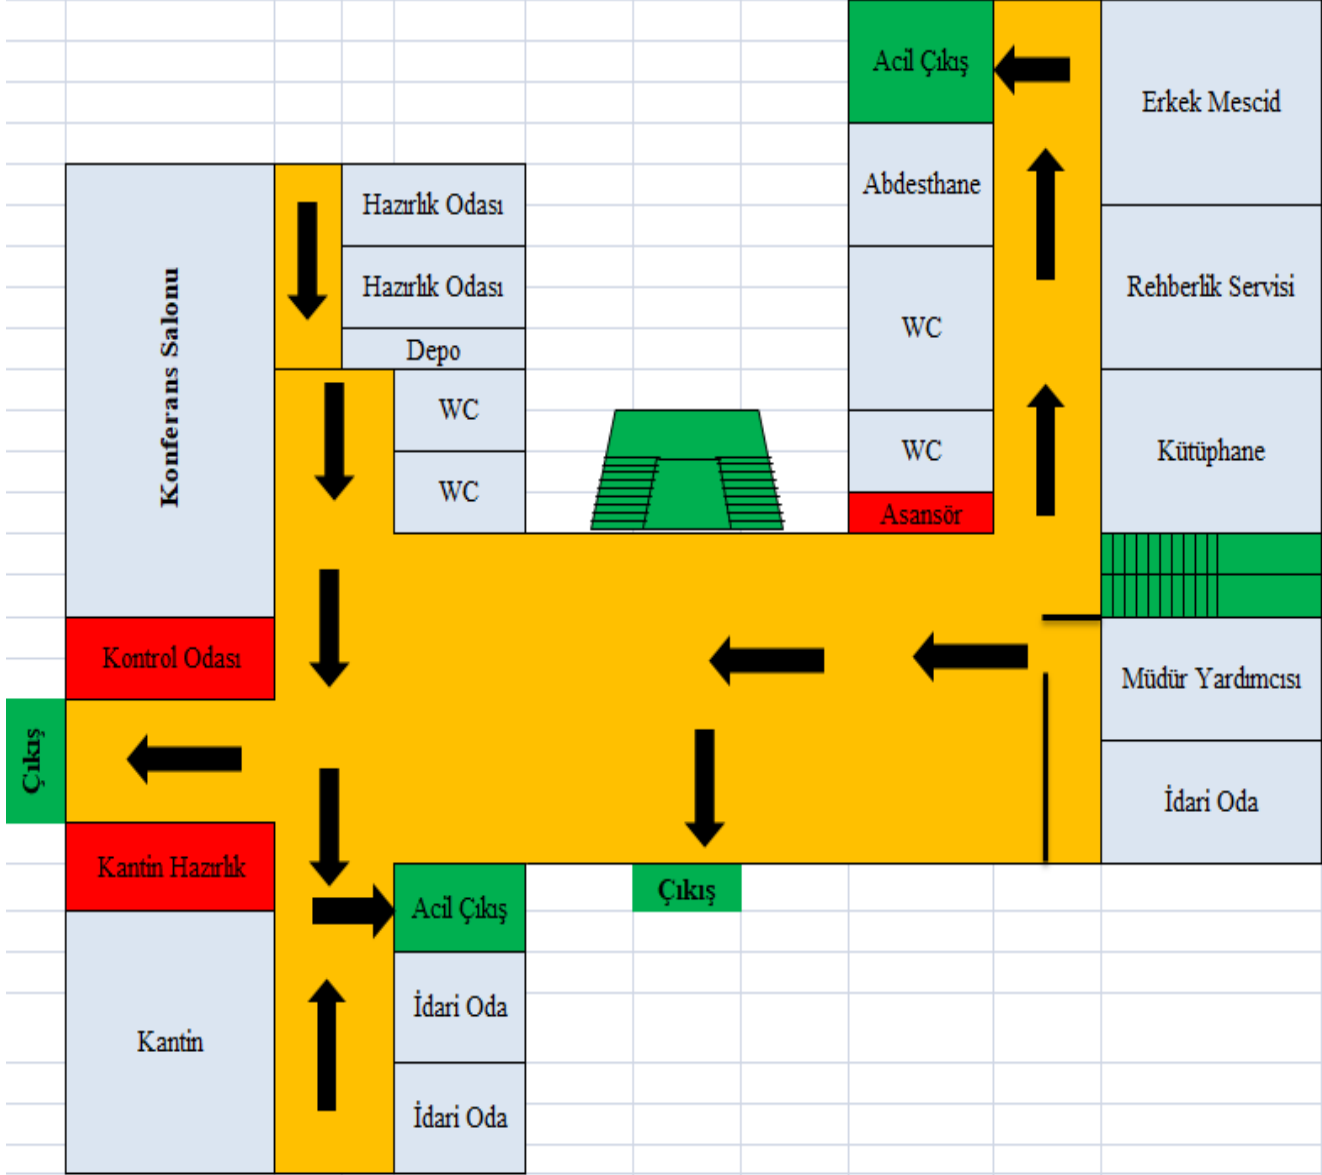 Acil Çıkış
Erkek Mescid
Abdesthane
Hazırlık Odası
Hazırlık Odası
Rehberlik Servisi
WC
Depo
Konferans Salonu
WC
WC
Kütüphane
WC
Asansör
Kontrol Odası
Müdür Yardımcısı
Çıkış
İdari Oda
Kantin Hazırlık
Acil Çıkış
Çıkış
İdari Oda
Kantin
İdari Oda